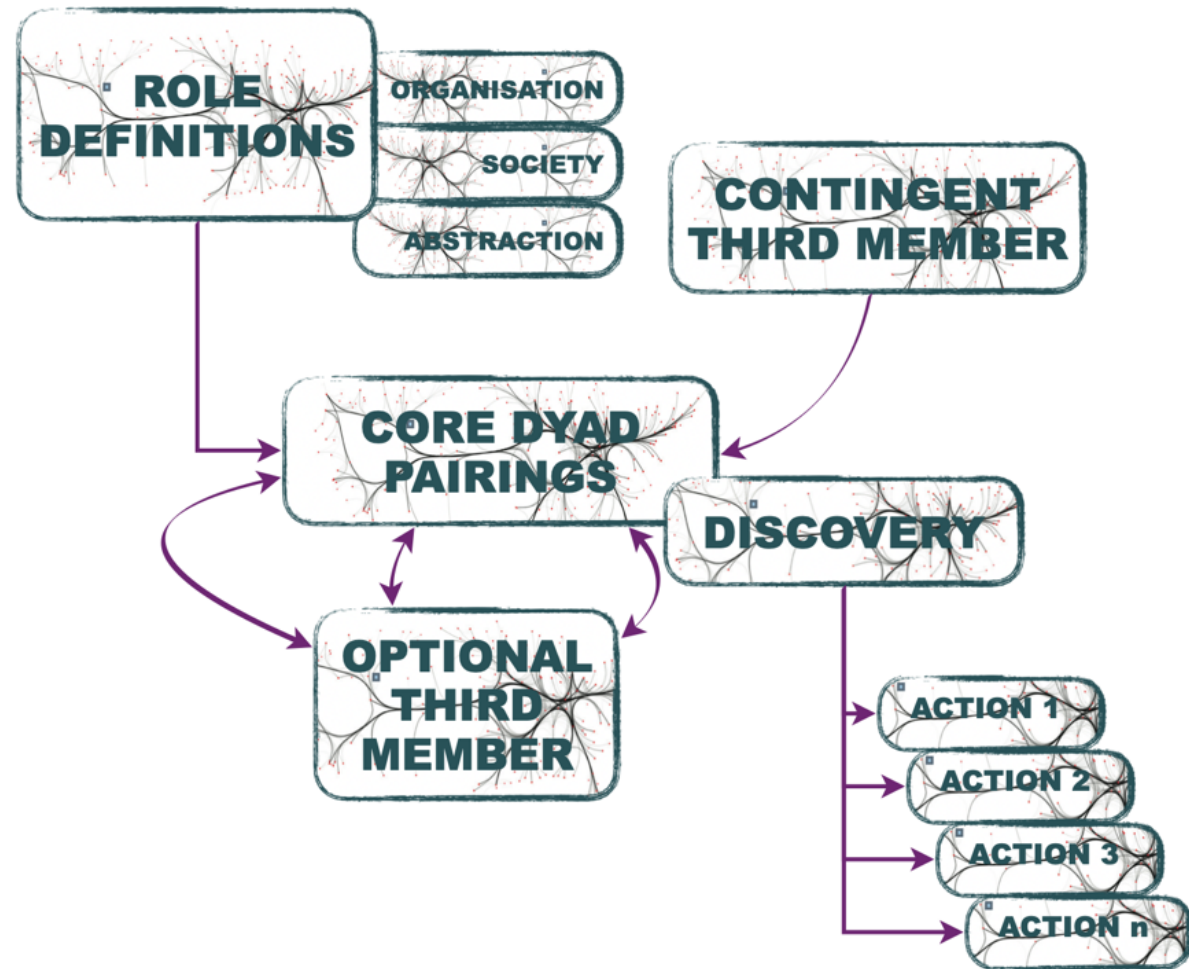 ROLE
DEFINITIONS
ORGANISATION
SOCIETY
ABSTRACTION
CONTINGENT
THIRD MEMBER
CORE DYAD
PAIRINGS
DISCOVERY
OPTIONAL
THIRD
MEMBER
ACTION 1
ACTION 2
ACTION 3
ACTION n